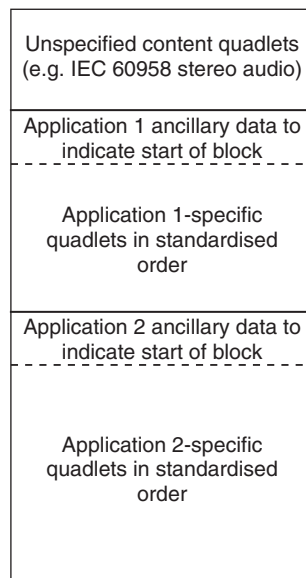 Unspecified content quadlets
(e.g. IEC 60958 stereo audio)
Application 1 ancillary data to
indicate start of block
Application 1-specific
quadlets in standardised
order
Application 2 ancillary data to
indicate start of block
Application 2-specific
quadlets in standardised
order